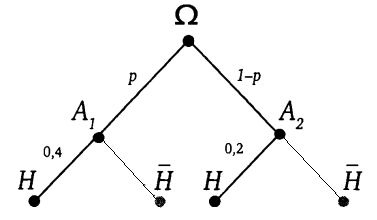 Ω
p 1–p
A₁ A₂
0,4 0,2
H H̄ H H̄